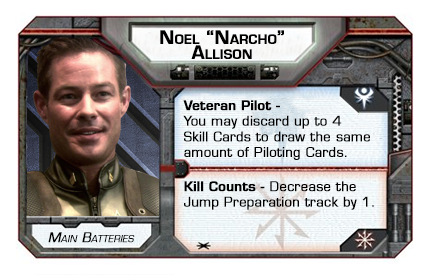 Noel “Narcho”
Allison
Veteran Pilot -
You may discard up to 4
Skill Cards to draw the same
amount of Piloting Cards.
Kill Counts - Decrease the
Jump Preparation track by 1.
Main Batteries